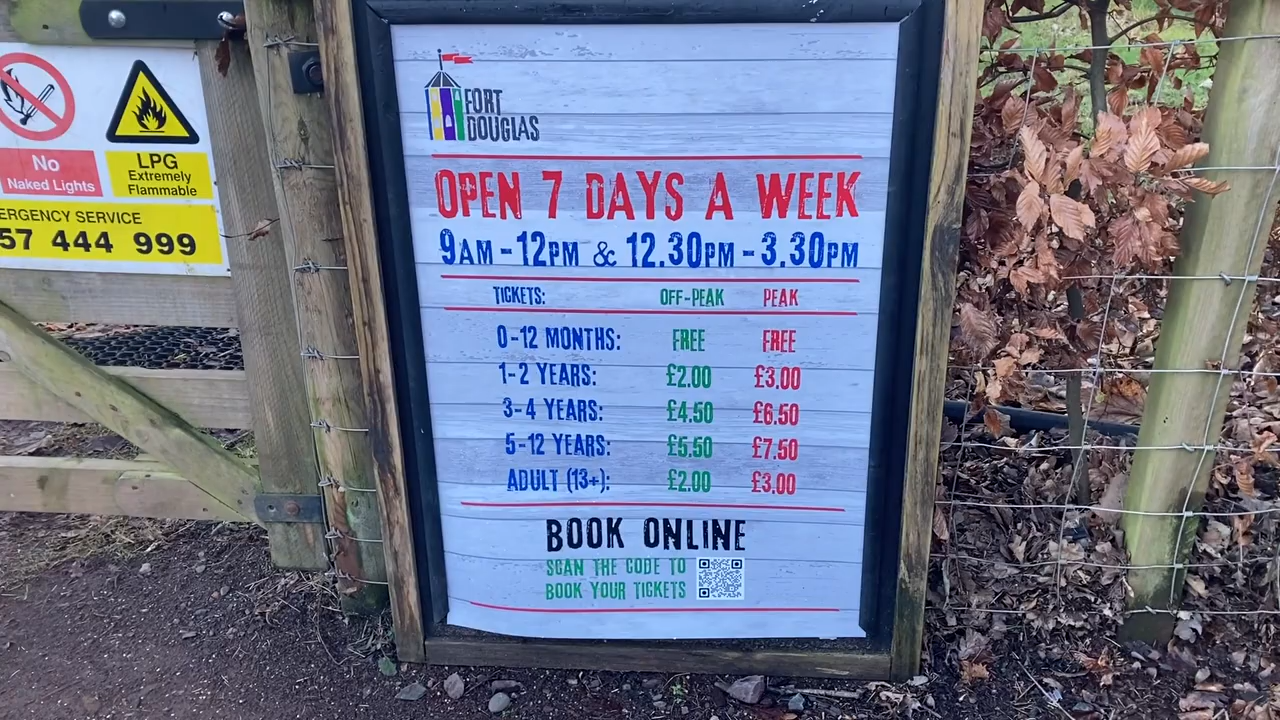 No
Naked Lights
LPG
Extremely
Flammable
SERVICE
444 999
FORT
DOUGLAS
OPEN 7 DAYS A WEEK
9AM-12PM & 12.30PM-3.30PM
TICKETS: OFF-PEAK PEAK
0-12 MONTHS: FREE FREE
1-2 YEARS: £2.00 £3.00
3-4 YEARS: £4.50 £6.50
5-12 YEARS: £5.50 £7.50
ADULT (13+): £2.00 £3.00
BOOK ONLINE
SCAN THE CODE TO
BOOK YOUR TICKETS